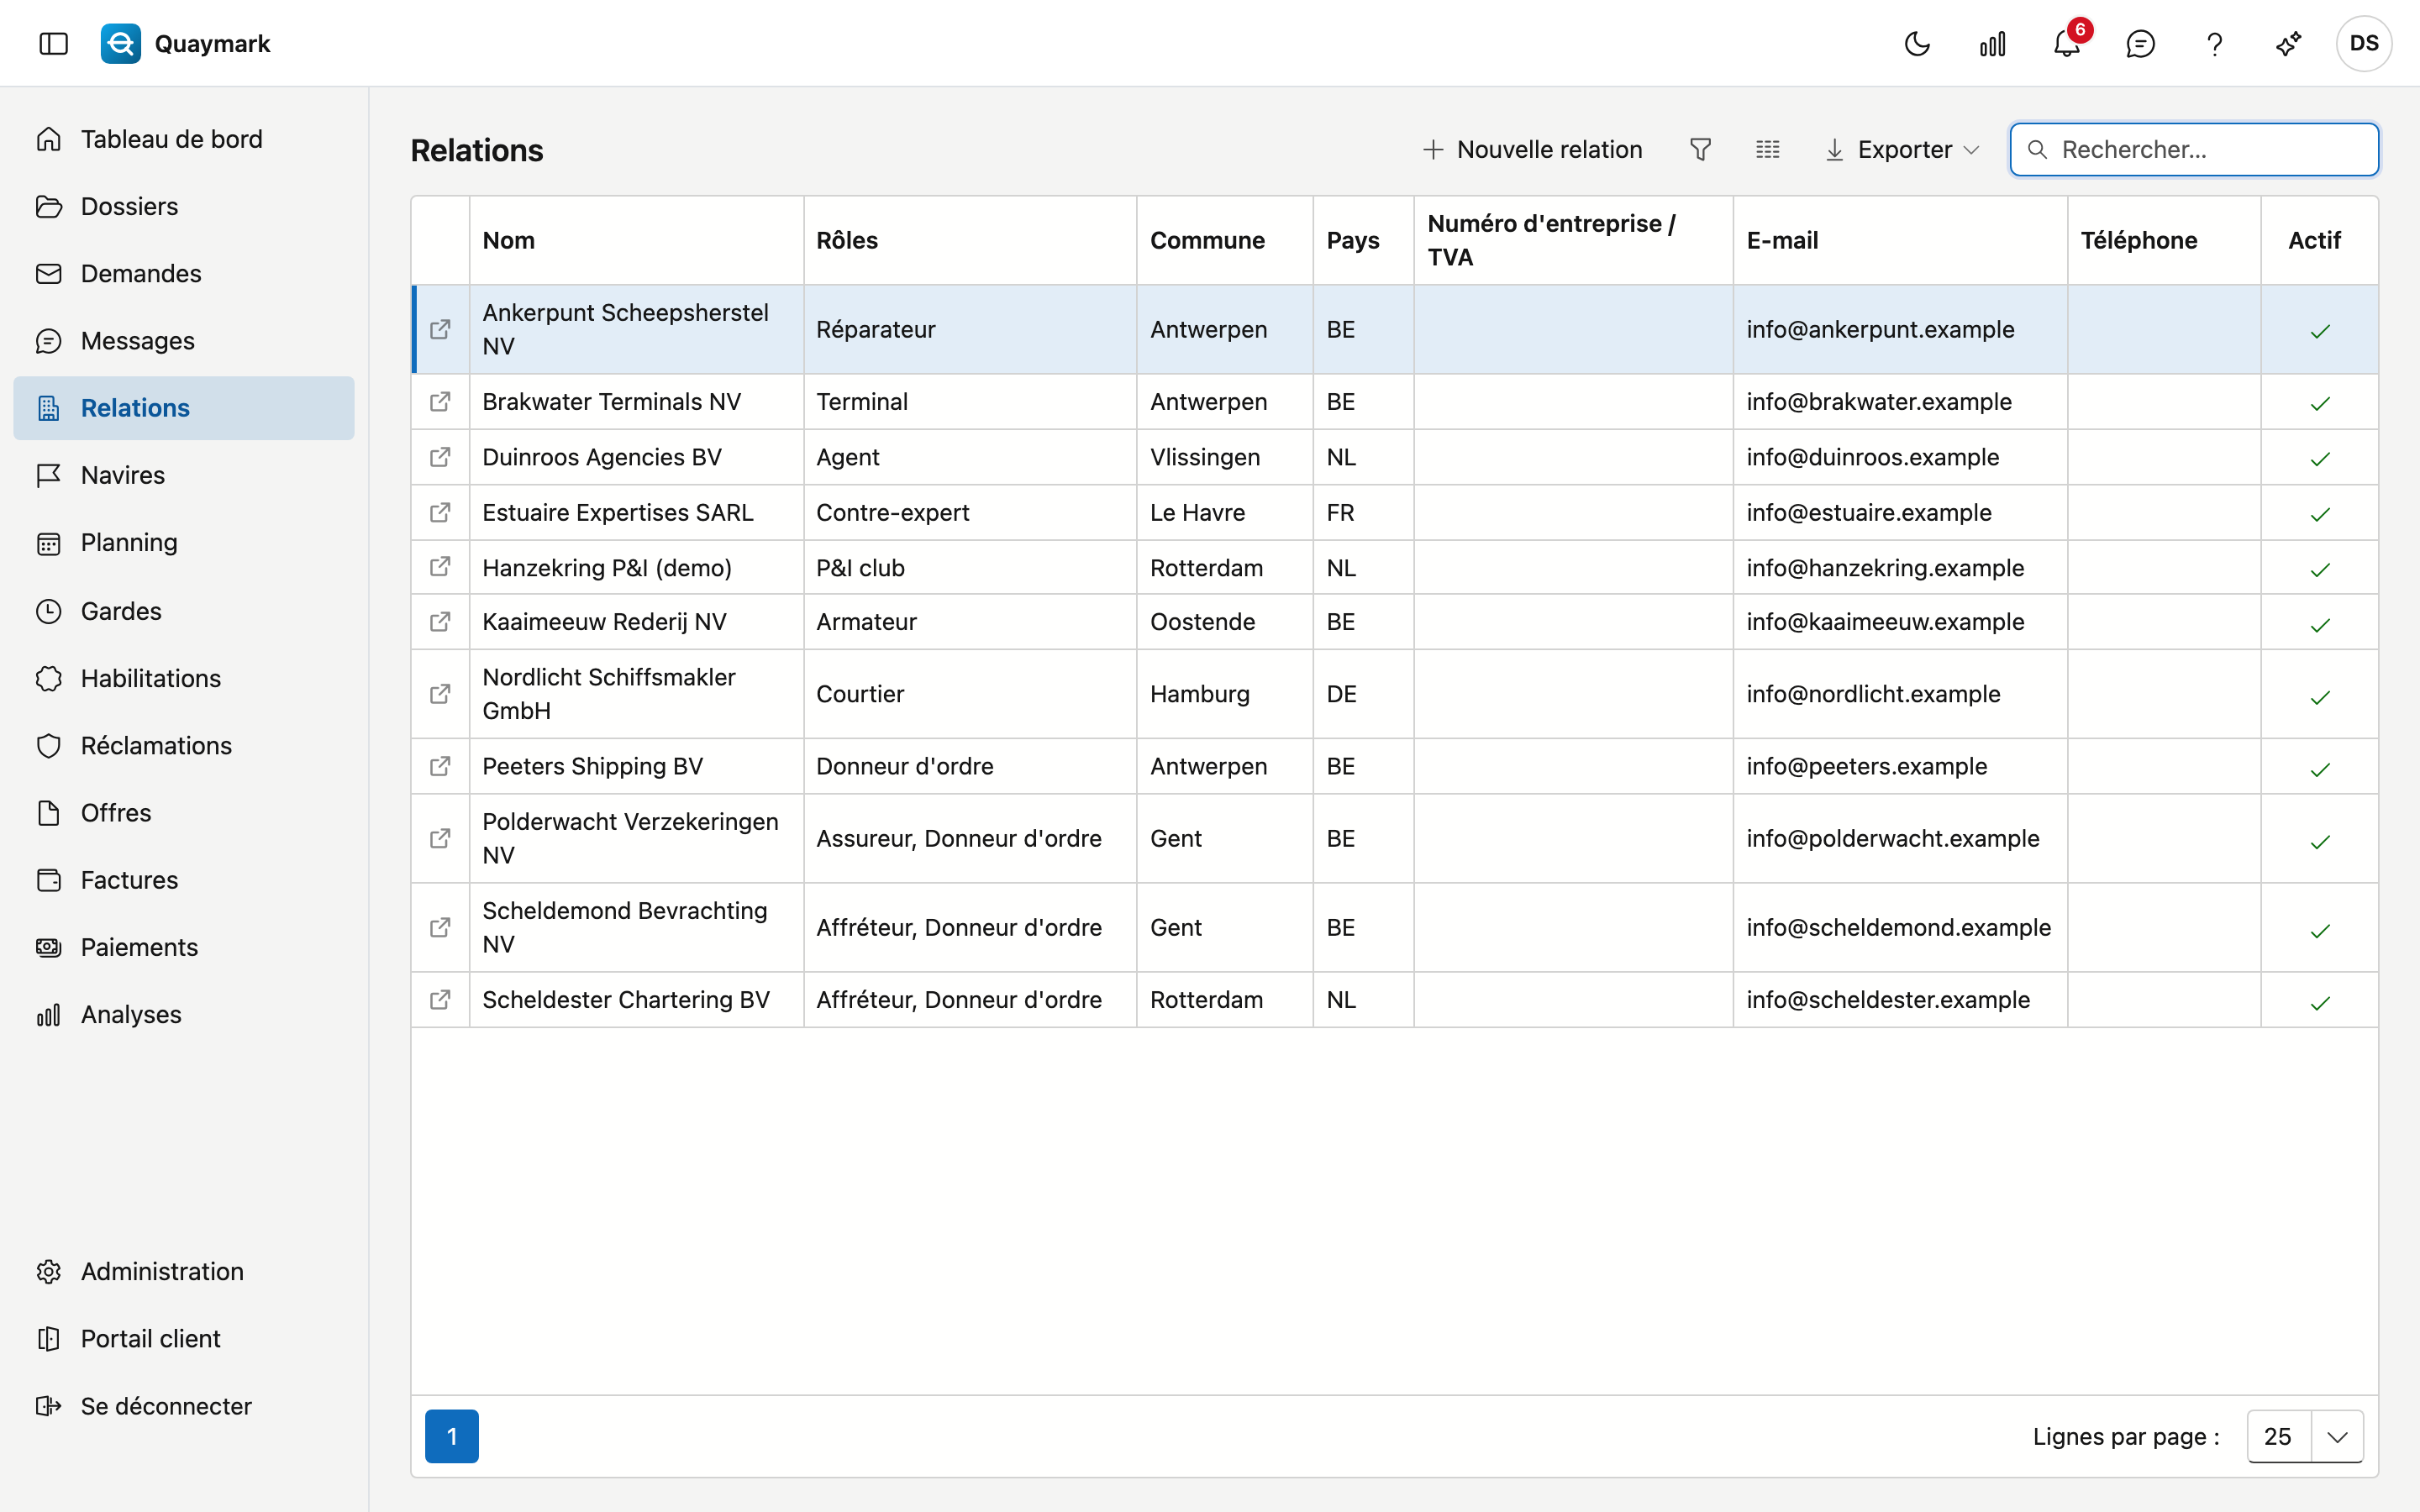 Quaymark
6
DS
Tableau de bord
Dossiers
Demandes
Messages
Relations
Navires
Planning
Gardes
Habilitations
Réclamations
Offres
Factures
Paiements
Analyses
Administration
Portail client
Se déconnecter
Relations
Nouvelle relation
Exporter
Rechercher...
Nom Rôles Commune Pays Numéro d'entreprise / TVA E-mail Téléphone Actif
Ankerpunt Scheepsherstel NV Réparateur Antwerpen BE info@ankerpunt.example
Brakwater Terminals NV Terminal Antwerpen BE info@brakwater.example
Duinroos Agencies BV Agent Vlissingen NL info@duinroos.example
Estuaire Expertises SARL Contre-expert Le Havre FR info@estuaire.example
Hanzekring P&I (demo) P&I club Rotterdam NL info@hanzekring.example
Kaaimeeuw Rederij NV Armateur Oostende BE info@kaaimeeuw.example
Nordlicht Schiffsmakler GmbH Courtier Hamburg DE info@nordlicht.example
Peeters Shipping BV Donneur d'ordre Antwerpen BE info@peeters.example
Polderwacht Verzekeringen NV Assureur, Donneur d'ordre Gent BE info@polderwacht.example
Scheldemond Bevrachting NV Affréteur, Donneur d'ordre Gent BE info@scheldemond.example
Scheldester Chartering BV Affréteur, Donneur d'ordre Rotterdam NL info@scheldester.example
1
Lignes par page : 25